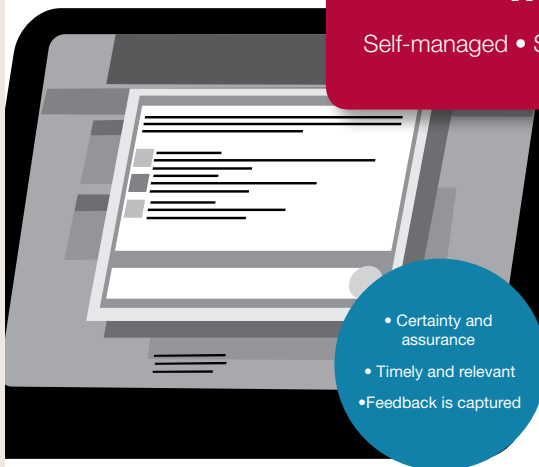 Self-managed •
• Certainty and
assurance
• Timely and relevant
•Feedback is captured